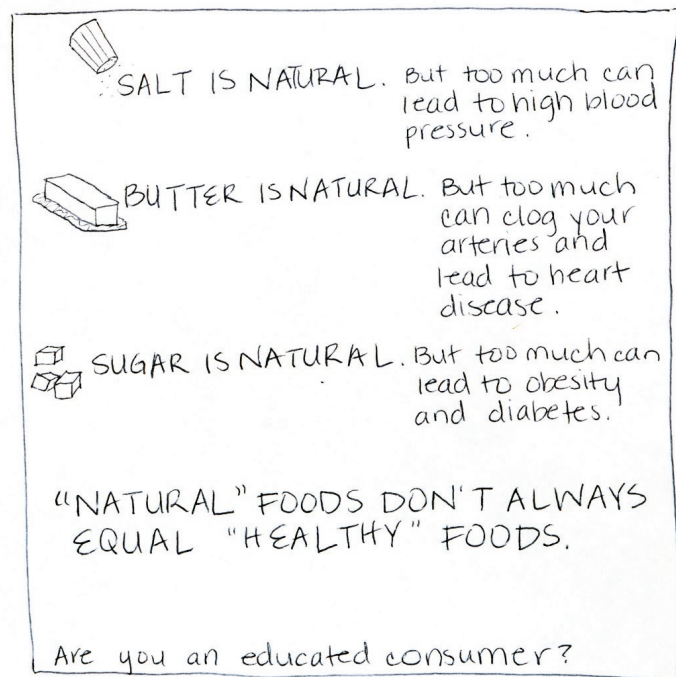 SALT IS NATURAL. But too much can
lead to high blood
pressure.
BUTTER IS NATURAL. But too much
can clog your
arteries and
lead to heart
disease.
SUGAR IS NATURAL. But too much can
lead to obesity
and diabetes.
"NATURAL" FOODS DON'T ALWAYS
EQUAL "HEALTHY" FOODS.
Are you an educated consumer?